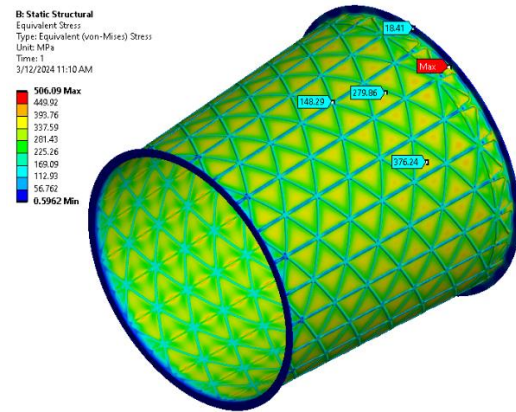 B: Static Structural
Equivalent Stress
Type: Equivalent (von-Mises) Stress
Unit: MPa
Time: 1
3/12/2024 11:10 AM
506.09 Max
449.92
393.76
337.59
281.43
225.26
169.09
112.93
56.762
0.5962 Min
18.41
Max
279.86
148.29
376.24